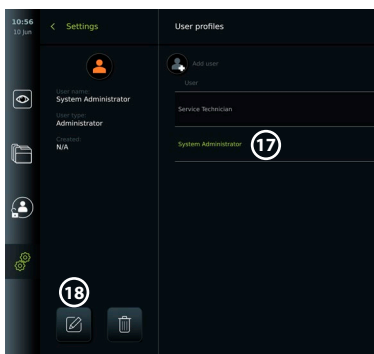 10:56
10 Jun
Settings
User profiles
Add user
User
User name:
System Administrator
User type:
Administrator
Created:
N/A
Service Technician
System Administrator
17
18